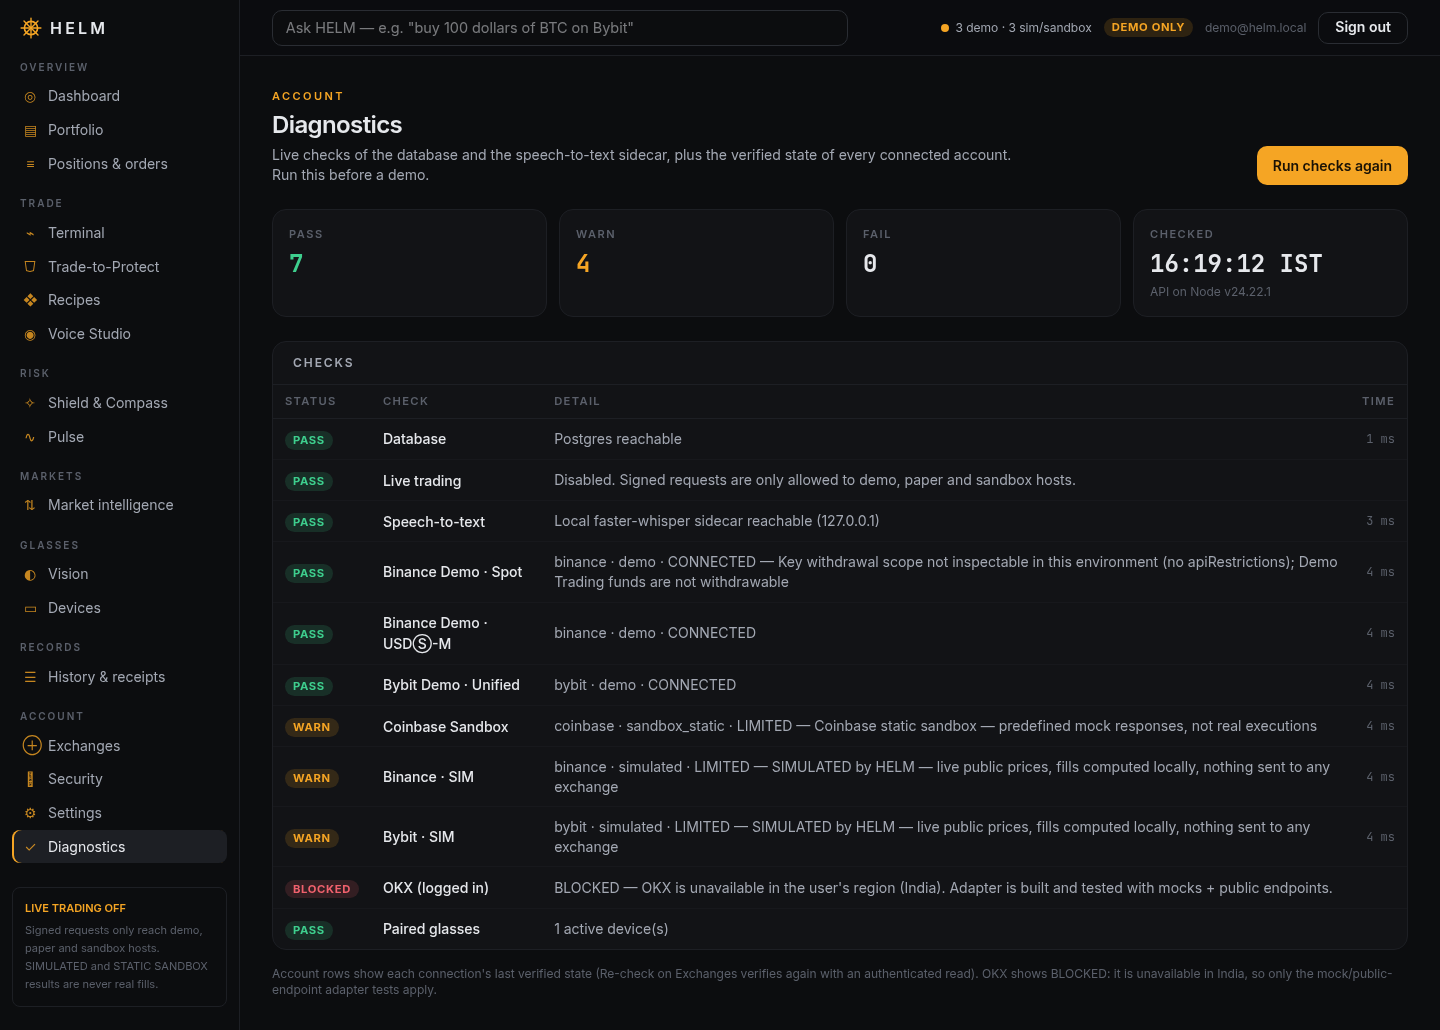 HELM
Ask HELM — e.g. "buy 100 dollars of BTC on Bybit"
3 demo · 3 sim/sandbox
DEMO ONLY
demo@helm.local
Sign out
OVERVIEW
Dashboard
Portfolio
Positions & orders
TRADE
Terminal
Trade-to-Protect
Recipes
Voice Studio
RISK
Shield & Compass
Pulse
MARKETS
Market intelligence
GLASSES
Vision
Devices
RECORDS
History & receipts
ACCOUNT
Exchanges
Security
Settings
Diagnostics
LIVE TRADING OFF
Signed requests only reach demo,
paper and sandbox hosts.
SIMULATED and STATIC SANDBOX
results are never real fills.
ACCOUNT
Diagnostics
Live checks of the database and the speech-to-text sidecar, plus the verified state of every connected account.
Run this before a demo.
Run checks again
PASS
7
WARN
4
FAIL
0
CHECKED
16:19:12 IST
API on Node v24.22.1
CHECKS
STATUS CHECK DETAIL TIME
PASS Database Postgres reachable 1 ms
PASS Live trading Disabled. Signed requests are only allowed to demo, paper and sandbox hosts.
PASS Speech-to-text Local faster-whisper sidecar reachable (127.0.0.1) 3 ms
PASS Binance Demo · Spot binance · demo · CONNECTED — Key withdrawal scope not inspectable in this environment (no apiRestrictions); Demo 4 ms
Trading funds are not withdrawable
PASS Binance Demo · binance · demo · CONNECTED 4 ms
USDⓈ-M
PASS Bybit Demo · Unified bybit · demo · CONNECTED 4 ms
WARN Coinbase Sandbox coinbase · sandbox_static · LIMITED — Coinbase static sandbox — predefined mock responses, not real executions 4 ms
WARN Binance · SIM binance · simulated · LIMITED — SIMULATED by HELM — live public prices, fills computed locally, nothing sent to any 4 ms
exchange
WARN Bybit · SIM bybit · simulated · LIMITED — SIMULATED by HELM — live public prices, fills computed locally, nothing sent to any 4 ms
exchange
BLOCKED OKX (logged in) BLOCKED — OKX is unavailable in the user's region (India). Adapter is built and tested with mocks + public endpoints.
PASS Paired glasses 1 active device(s)
Account rows show each connection's last verified state (Re-check on Exchanges verifies again with an authenticated read). OKX shows BLOCKED: it is unavailable in India, so only the mock/public-
endpoint adapter tests apply.